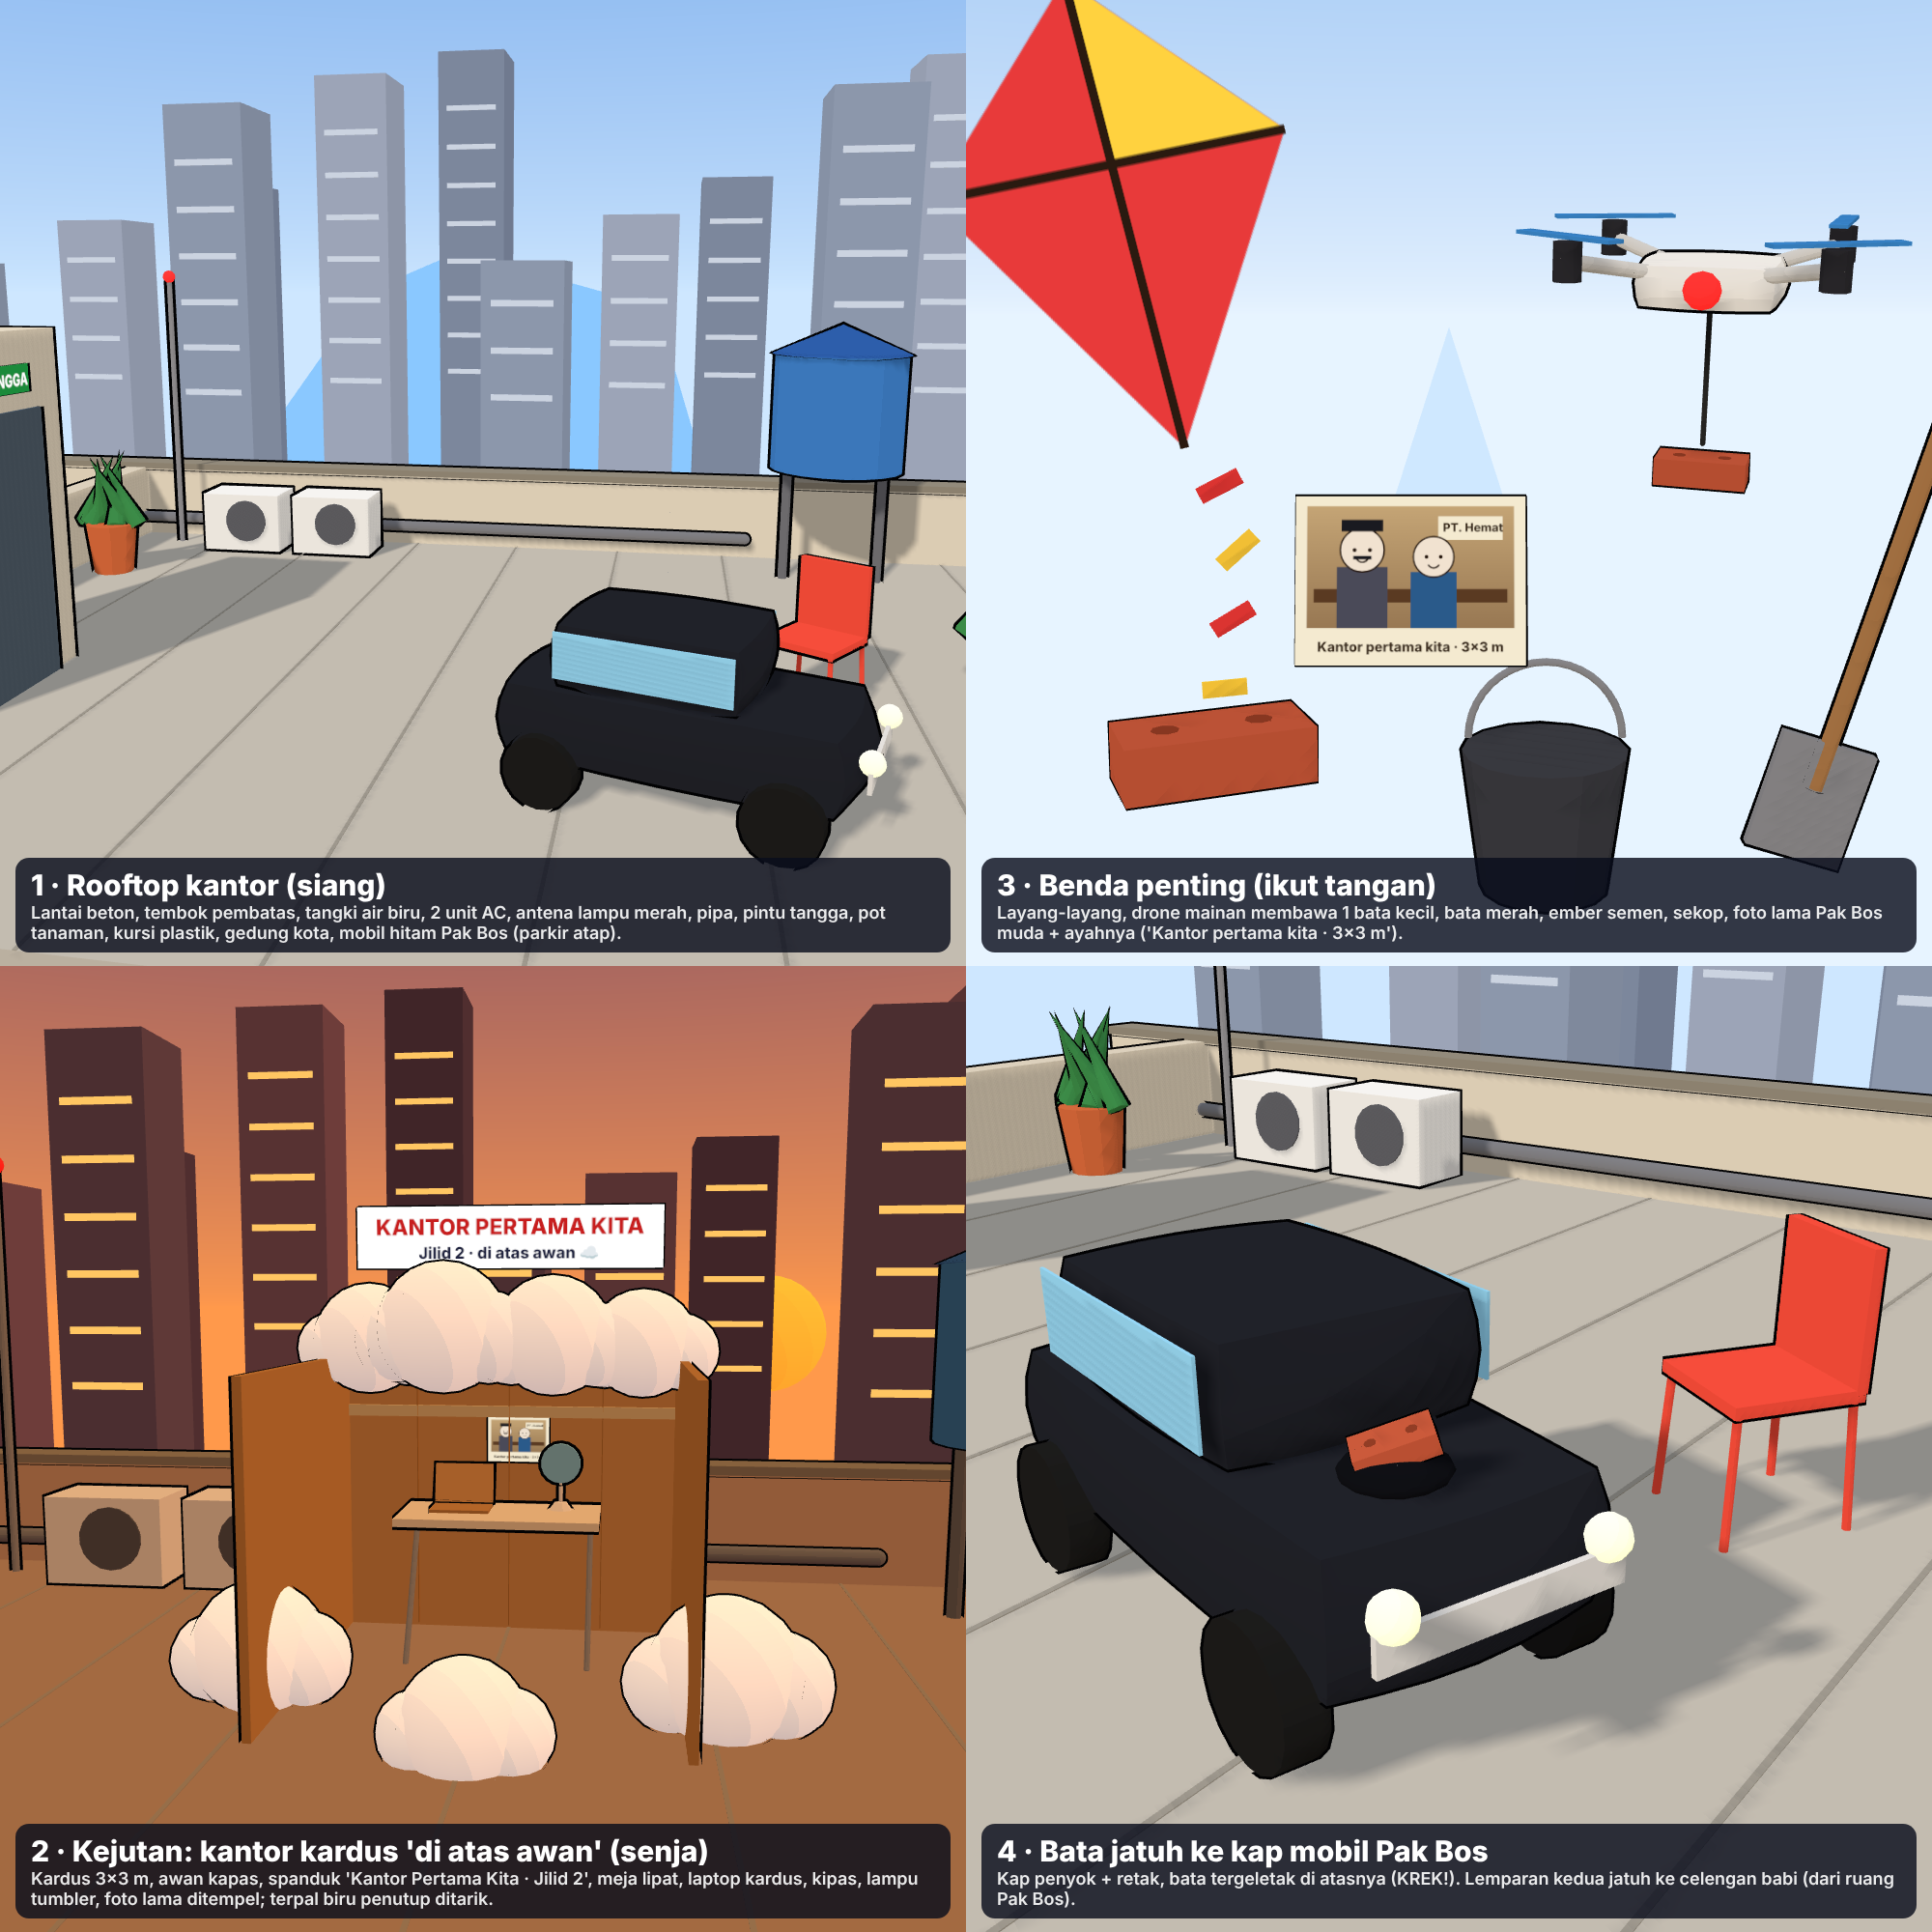 NGGA
1 · Rooftop kantor (siang)
Lantai beton, tembok pembatas, tangki air biru, 2 unit AC, antena lampu merah, pipa, pintu tangga, pot
tanaman, kursi plastik, gedung kota, mobil hitam Pak Bos (parkir atap).
PT. Hemat
Kantor pertama kita · 3×3 m
3 · Benda penting (ikut tangan)
Layang-layang, drone mainan membawa 1 bata kecil, bata merah, ember semen, sekop, foto lama Pak Bos
muda + ayahnya ('Kantor pertama kita · 3×3 m').
KANTOR PERTAMA KITA
Jilid 2 · di atas awan ☁️
2 · Kejutan: kantor kardus 'di atas awan' (senja)
Kardus 3×3 m, awan kapas, spanduk 'Kantor Pertama Kita · Jilid 2', meja lipat, laptop kardus, kipas, lampu
tumbler, foto lama ditempel; terpal biru penutup ditarik.
4 · Bata jatuh ke kap mobil Pak Bos
Kap penyok + retak, bata tergeletak di atasnya (KREK!). Lemparan kedua jatuh ke celengan babi (dari ruang
Pak Bos).